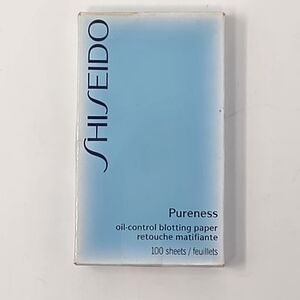 SHISEIDO
Pureness
oil-control blotting paper
retouche matifiante
100 sheets / feuillets